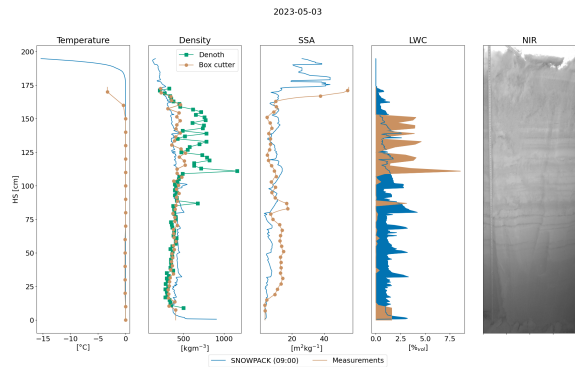 2023-05-03
Temperature Density SSA LWC NIR
Denoth
Box cutter
HS [cm]
200
175
150
125
100
75
50
25
0
−15 −10 −5 0 500 1000 20 40 0.0 2.5 5.0 7.5
[°C] [kgm⁻³] [m²kg⁻¹] [%vol]
SNOWPACK (09:00) Measurements